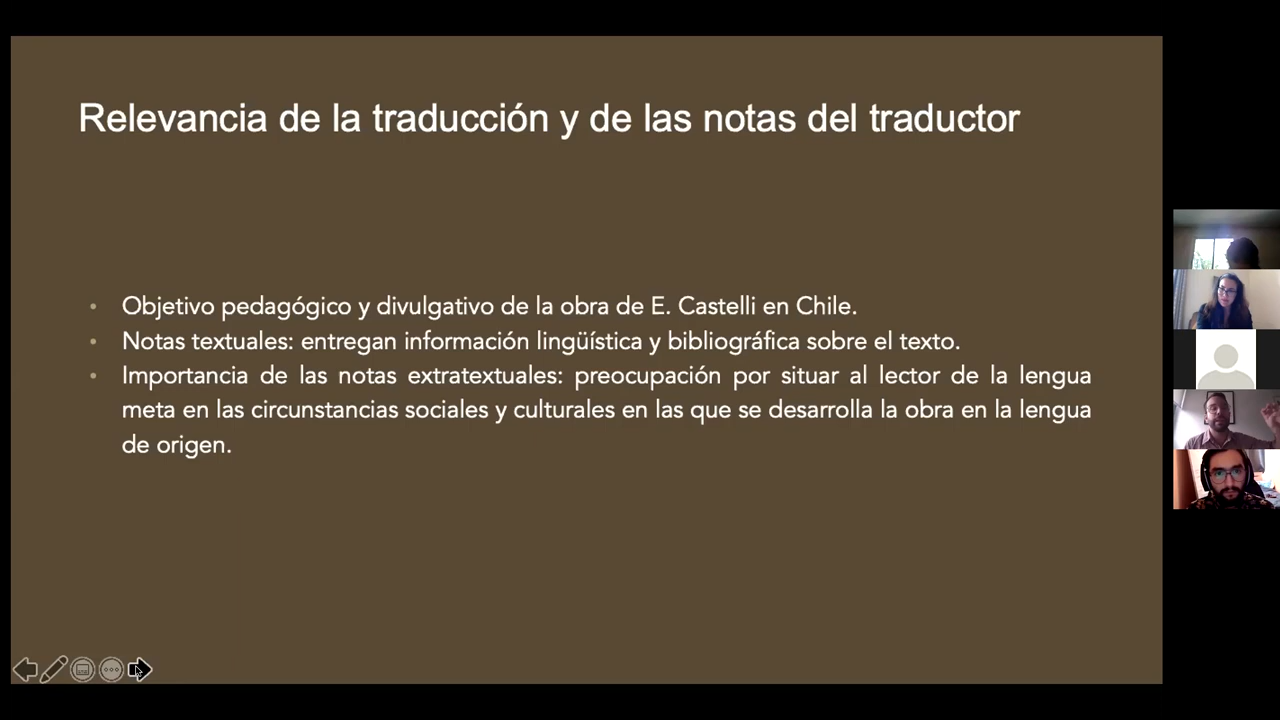 Relevancia de la traducción y de las notas del traductor
• Objetivo pedagógico y divulgativo de la obra de E. Castelli en Chile.
• Notas textuales: entregan información lingüística y bibliográfica sobre el texto.
• Importancia de las notas extratextuales: preocupación por situar al lector de la lengua
meta en las circunstancias sociales y culturales en las que se desarrolla la obra en la lengua
de origen.